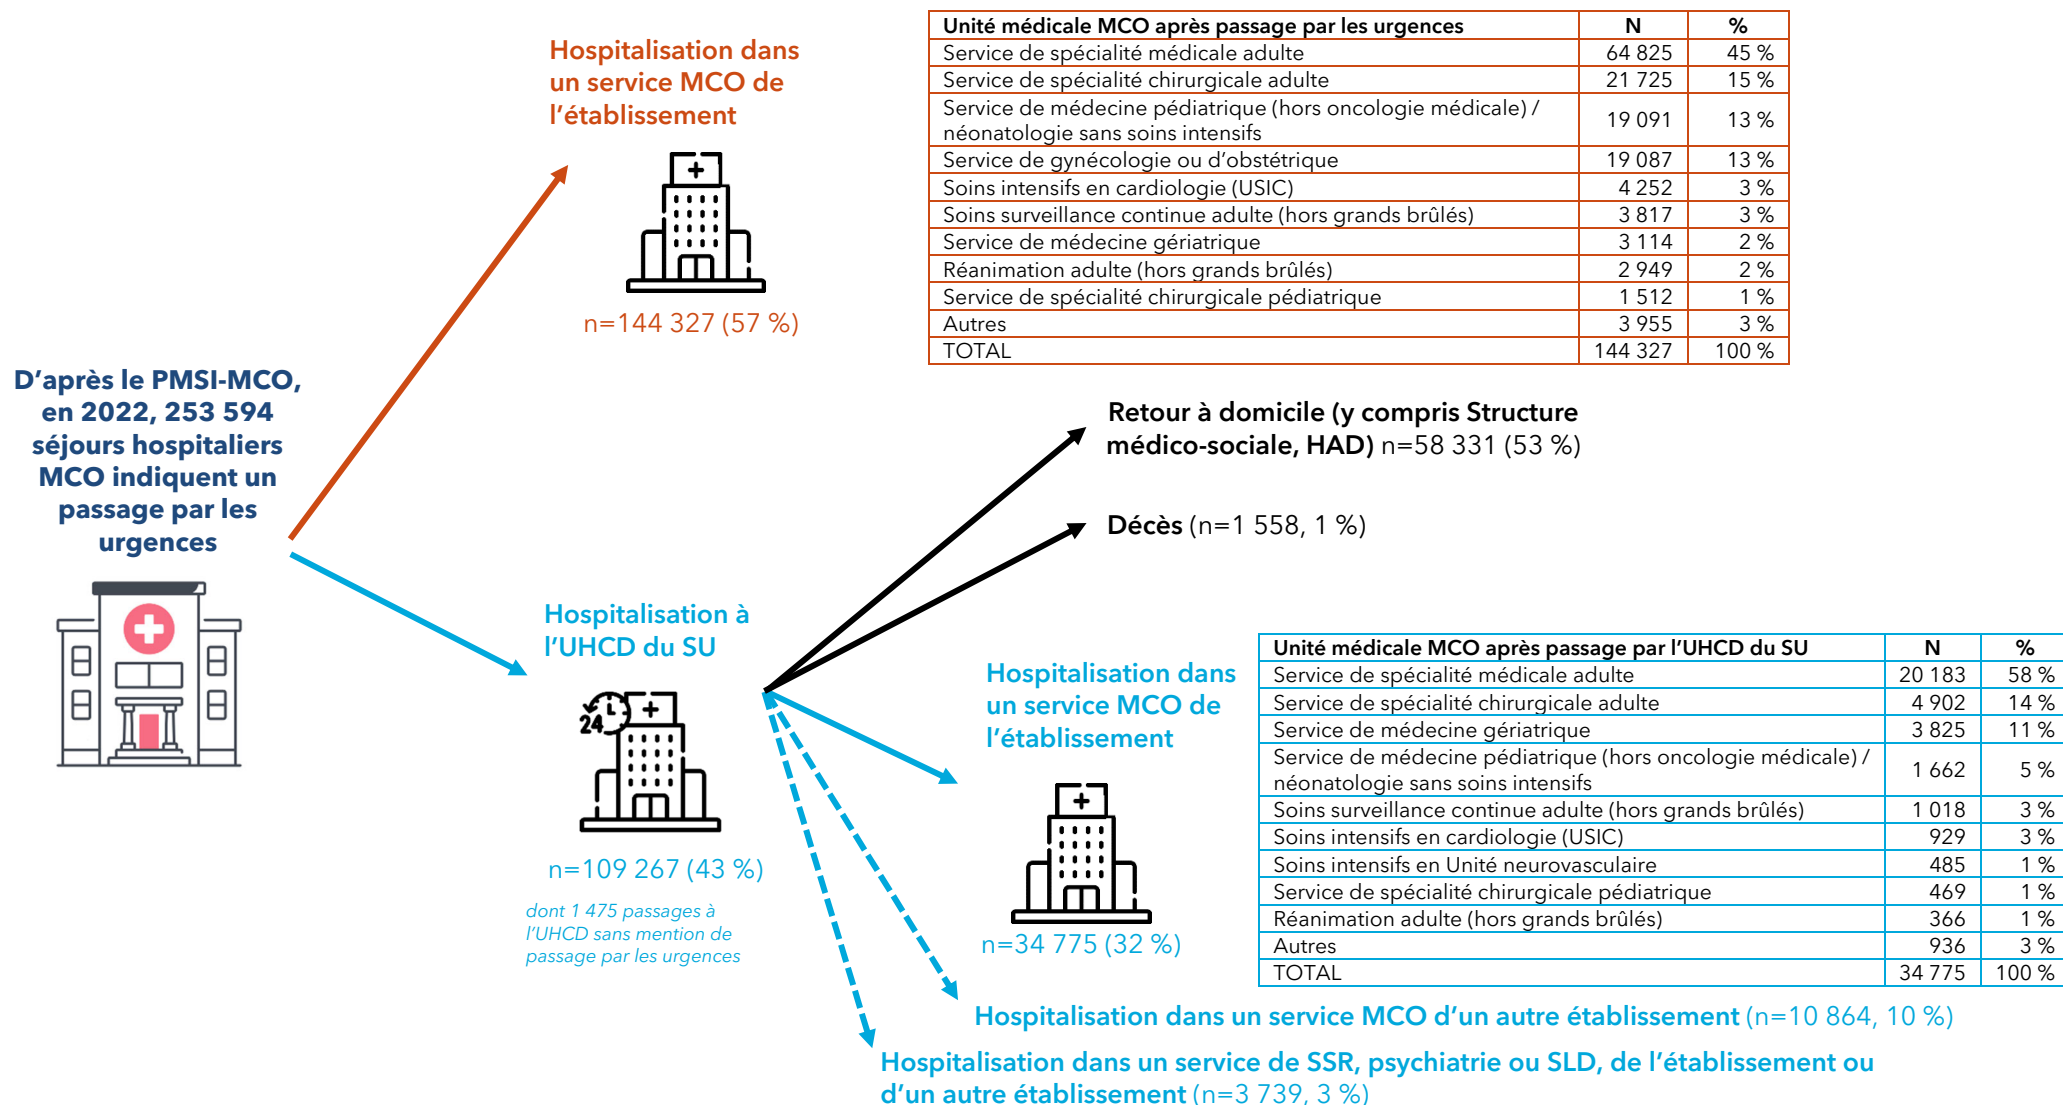 D'après le PMSI-MCO,
en 2022, 253 594
séjours hospitaliers
MCO indiquent un
passage par les
urgences
Hospitalisation dans
un service MCO de
l'établissement
n=144 327 (57 %)
Unité médicale MCO après passage par les urgences N %
Service de spécialité médicale adulte 64 825 45 %
Service de spécialité chirurgicale adulte 21 725 15 %
Service de médecine pédiatrique (hors oncologie médicale) /
néonatologie sans soins intensifs 19 091 13 %
Service de gynécologie ou d'obstétrique 19 087 13 %
Soins intensifs en cardiologie (USIC) 4 252 3 %
Soins surveillance continue adulte (hors grands brûlés) 3 817 3 %
Service de médecine gériatrique 3 114 2 %
Réanimation adulte (hors grands brûlés) 2 949 2 %
Service de spécialité chirurgicale pédiatrique 1 512 1 %
Autres 3 955 3 %
TOTAL 144 327 100 %
Hospitalisation à
l'UHCD du SU
24
n=109 267 (43 %)
dont 1 475 passages à
l'UHCD sans mention de
passage par les urgences
Retour à domicile (y compris Structure
médico-sociale, HAD) n=58 331 (53 %)
Décès (n=1 558, 1 %)
Hospitalisation dans
un service MCO de
l'établissement
n=34 775 (32 %)
Unité médicale MCO après passage par l'UHCD du SU N %
Service de spécialité médicale adulte 20 183 58 %
Service de spécialité chirurgicale adulte 4 902 14 %
Service de médecine gériatrique 3 825 11 %
Service de médecine pédiatrique (hors oncologie médicale) /
néonatologie sans soins intensifs 1 662 5 %
Soins surveillance continue adulte (hors grands brûlés) 1 018 3 %
Soins intensifs en cardiologie (USIC) 929 3 %
Soins intensifs en Unité neurovasculaire 485 1 %
Service de spécialité chirurgicale pédiatrique 469 1 %
Réanimation adulte (hors grands brûlés) 366 1 %
Autres 936 3 %
TOTAL 34 775 100 %
Hospitalisation dans un service MCO d'un autre établissement (n=10 864, 10 %)
Hospitalisation dans un service de SSR, psychiatrie ou SLD, de l'établissement ou
d'un autre établissement (n=3 739, 3 %)